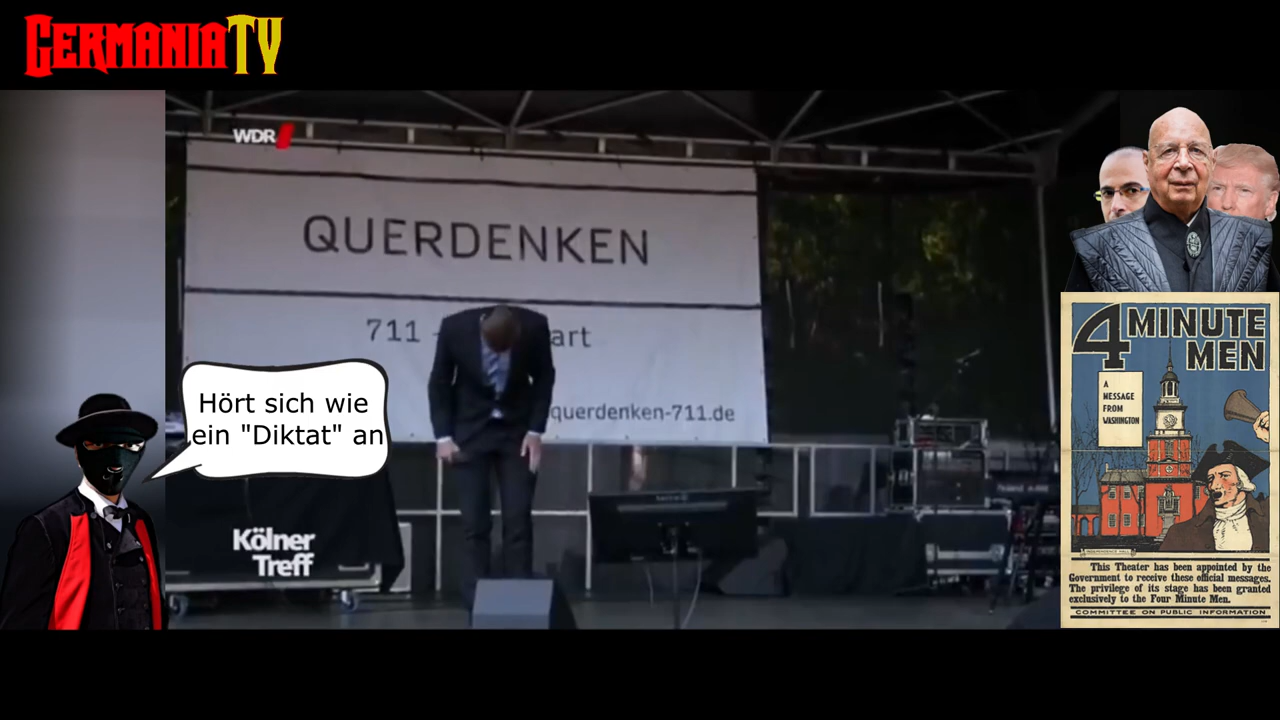 GERMANIATV
WDR
QUERDENKEN
711 - art
querdenken-711.de
Hört sich wie
ein "Diktat" an
Kölner
Treff
4 MINUTE
MEN
A
MESSAGE
FROM
WASHINGTON
INDEPENDENCE HALL
This Theater has been appointed by the
Government to receive these official messages.
The privilege of its stage has been granted
exclusively to the Four Minute Men.
COMMITTEE ON PUBLIC INFORMATION